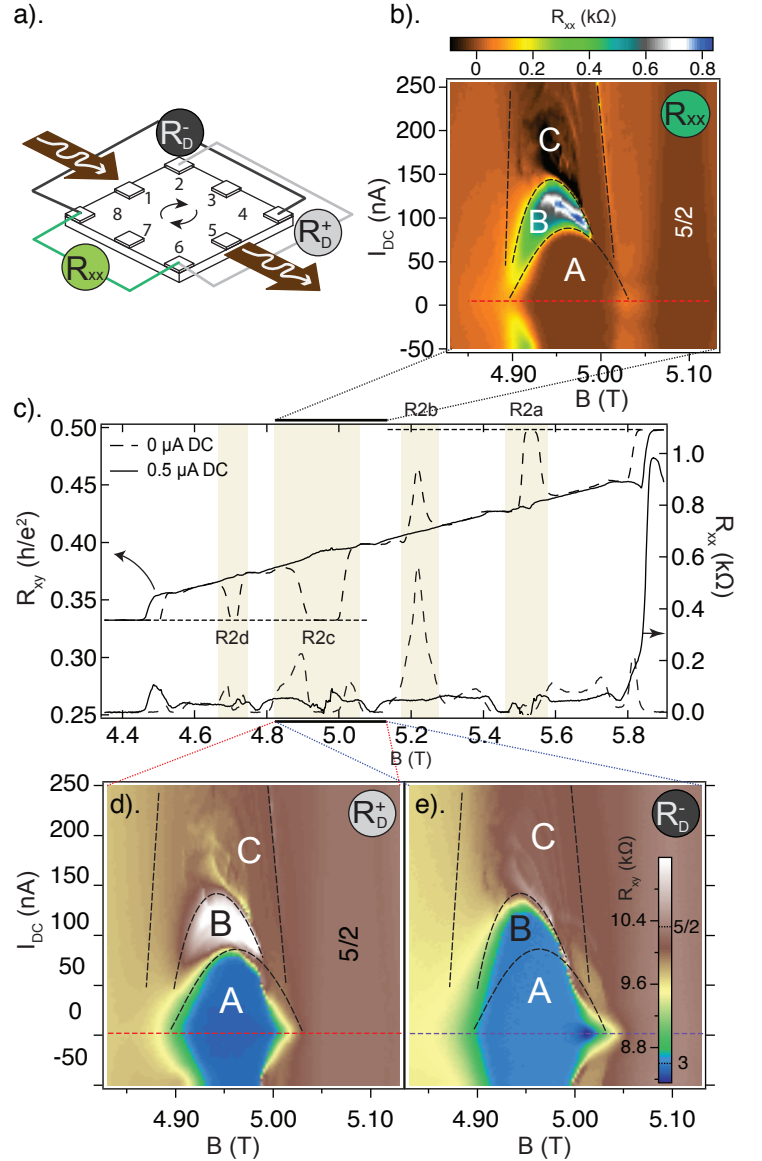 a).
R_D^-
2
1
3
8
4
7
5
6
R_D^+
R_xx
b).
R_xx (kΩ)
0 0.2 0.4 0.6 0.8
250
200
150
100
50
0
-50
I_DC (nA)
R_xx
C
B
A
5/2
4.90 5.00 5.10
B (T)
c).
R2b R2a
0.50
0.45
0.40
0.35
0.30
0.25
R_xy (h/e²)
0 µA DC
0.5 µA DC
R2d R2c
1.0
0.8
0.6
0.4
0.2
0.0
R_xx (kΩ)
4.4 4.6 4.8 5.0 5.2 5.4 5.6 5.8
B (T)
d).
R_D^+
250
200
150
100
50
0
-50
I_DC (nA)
C
B
A
5/2
4.90 5.00 5.10
B (T)
e).
R_D^-
C
B
A
R_xy (kΩ)
10.4
5/2
9.6
8.8
3
4.90 5.00 5.10
B (T)